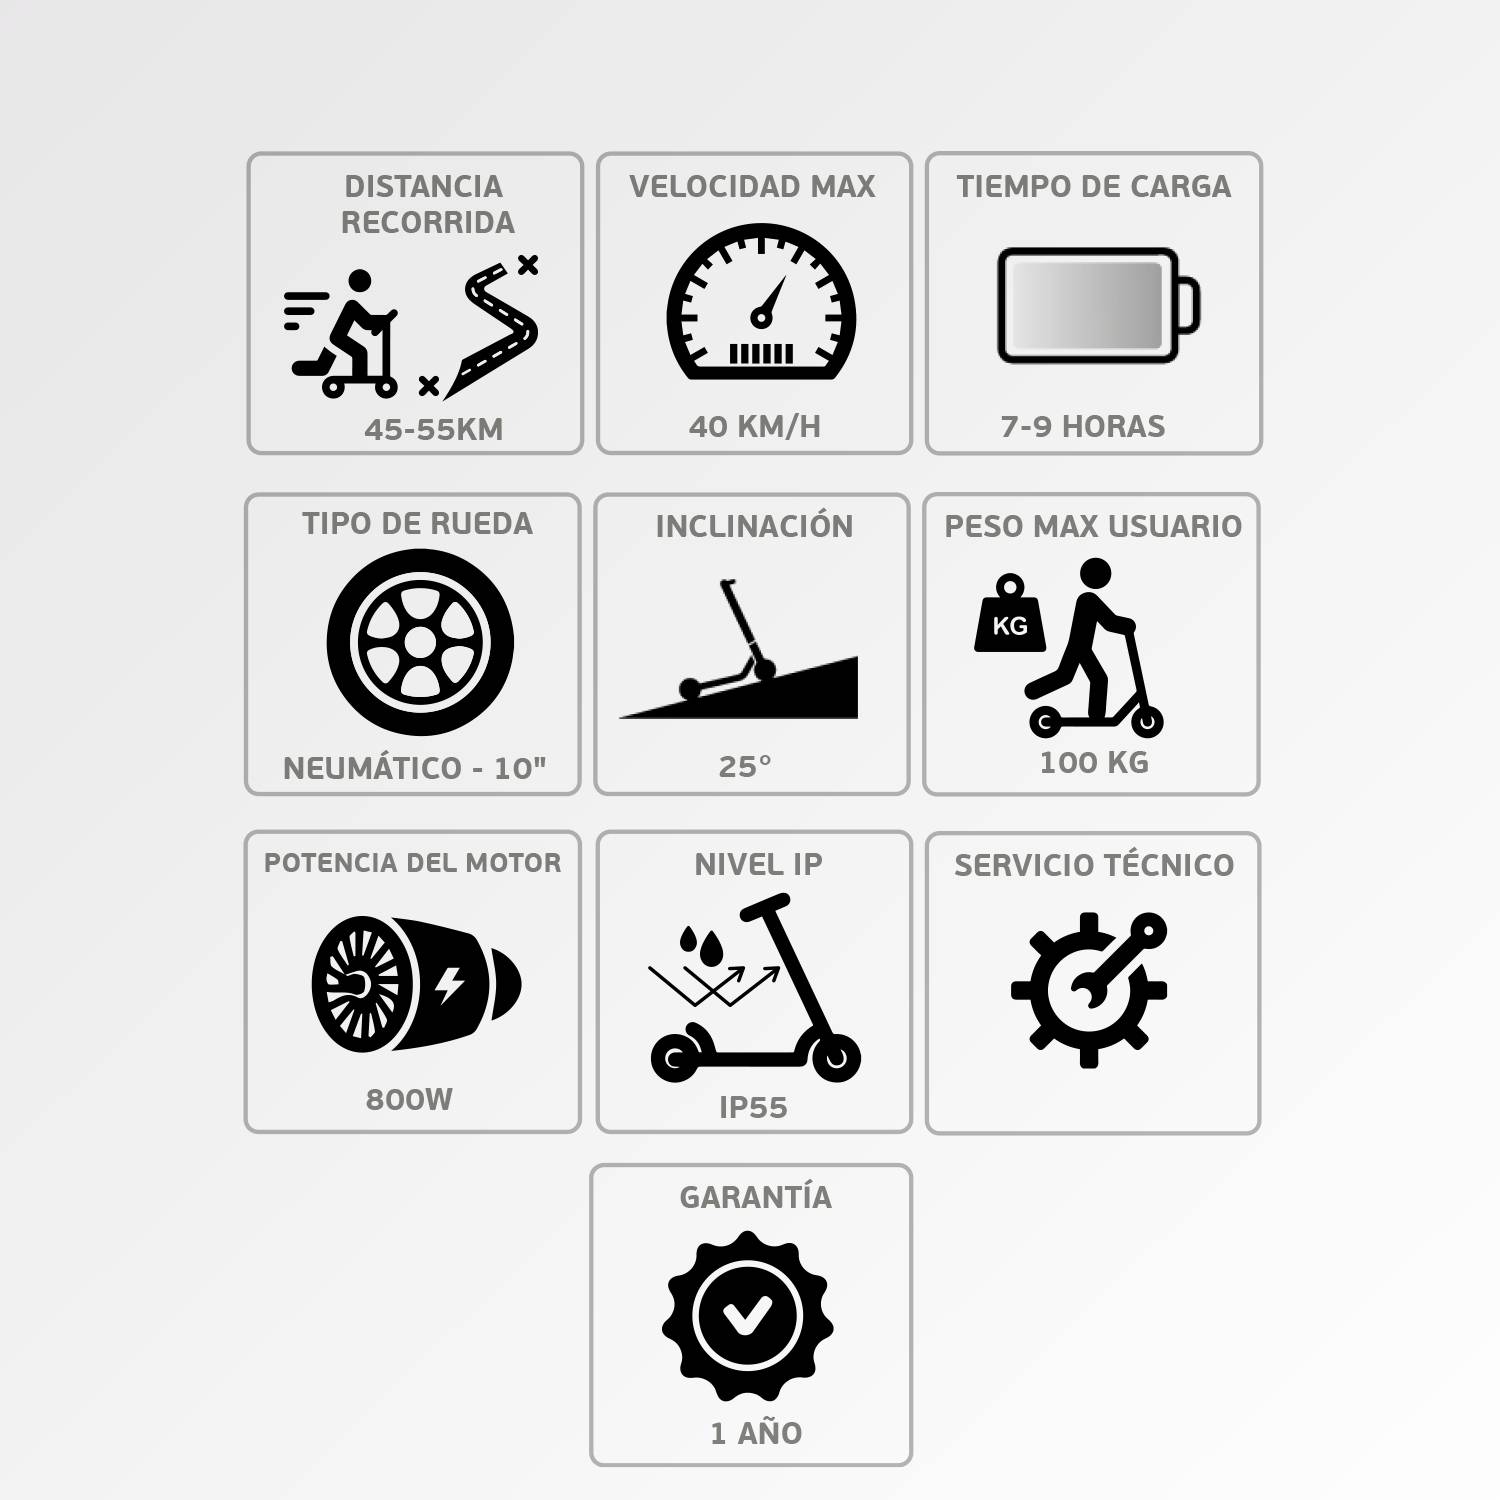 DISTANCIA
RECORRIDA
45-55KM
VELOCIDAD MAX
40 KM/H
TIEMPO DE CARGA
7-9 HORAS
TIPO DE RUEDA
NEUMÁTICO - 10"
INCLINACIÓN
25°
PESO MAX USUARIO
KG
100 KG
POTENCIA DEL MOTOR
800W
NIVEL IP
IP55
SERVICIO TÉCNICO
GARANTÍA
1 AÑO